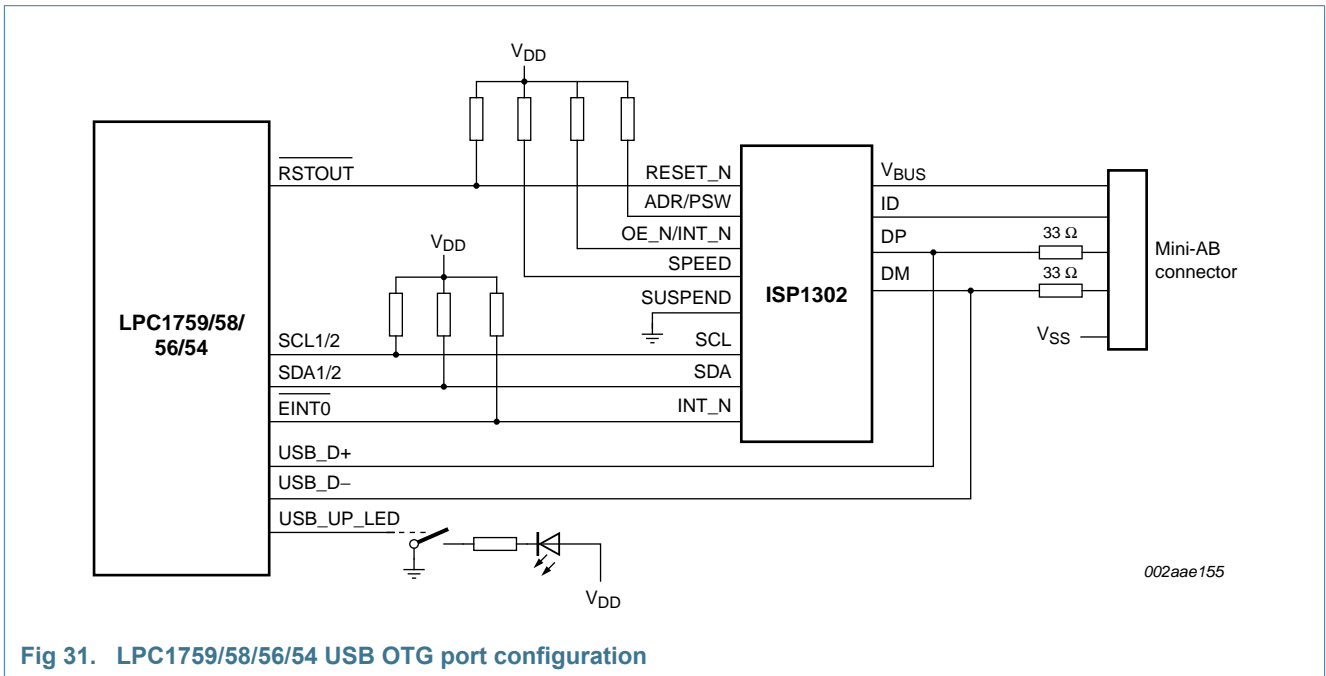 VDD
RSTOUT
RESET_N
VBUS
ADR/PSW
ID
OE_N/INT_N
DP
33 Ω
VDD
SPEED
DM
33 Ω
Mini-AB
connector
SUSPEND
ISP1302
LPC1759/58/
56/54
VSS
SCL1/2
SCL
SDA1/2
SDA
EINT0
INT_N
USB_D+
USB_D−
USB_UP_LED
VDD
002aae155
Fig 31. LPC1759/58/56/54 USB OTG port configuration